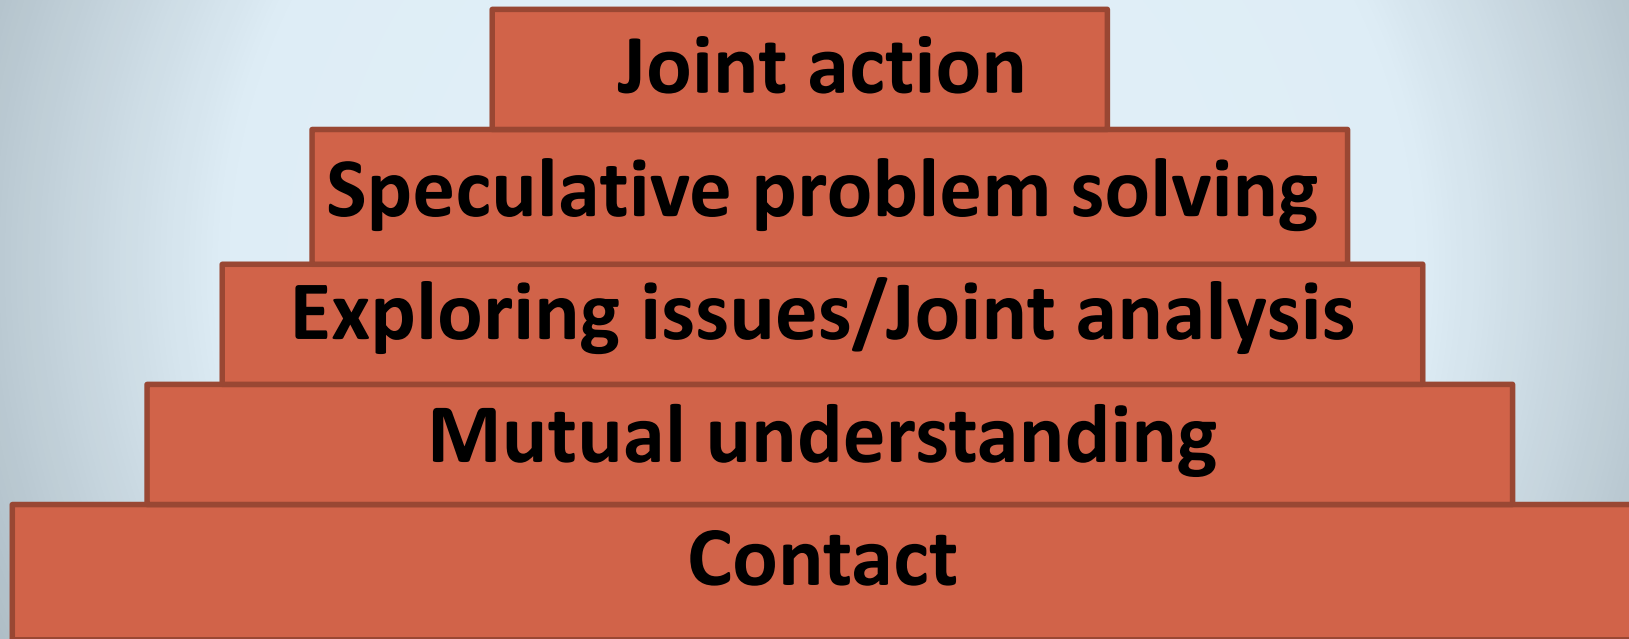 Joint action
Speculative problem solving
Exploring issues/Joint analysis
Mutual understanding
Contact